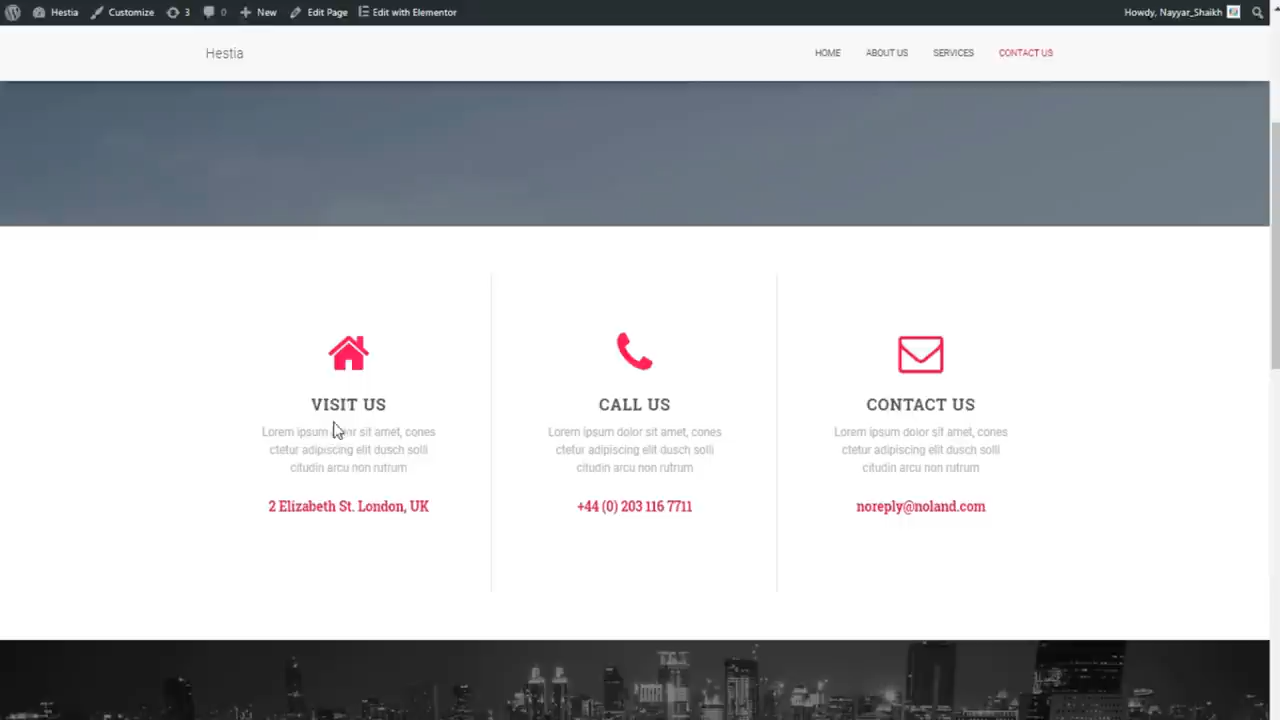 Hestia Customize 3 0 New Edit Page Edit with Elementor Howdy, Nayyar_Shaikh
Hestia HOME ABOUT US SERVICES CONTACT US
VISIT US
Lorem ipsum dolor sit amet, cones
ctetur adipiscing elit dusch solli
citudin arcu non rutrum
2 Elizabeth St. London, UK
CALL US
Lorem ipsum dolor sit amet, cones
ctetur adipiscing elit dusch solli
citudin arcu non rutrum
+44 (0) 203 116 7711
CONTACT US
Lorem ipsum dolor sit amet, cones
ctetur adipiscing elit dusch solli
citudin arcu non rutrum
noreply@noland.com